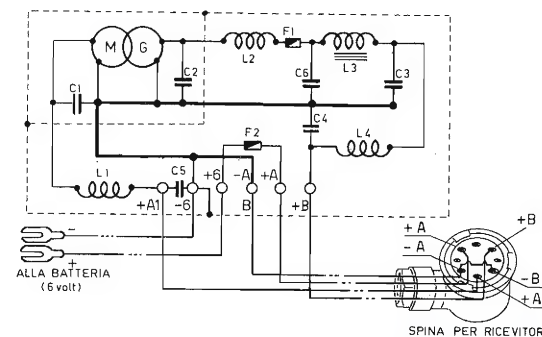 F1
M G
L2
L3
C2
C6
C3
C1
C4
F2
L4
L1
C5
+6
-A
+A
+A1
-6
B
+B
-
+
ALLA BATTERIA
(6 volt)
+A
-A
+B
-B
+A
SPINA PER RICEVITOR